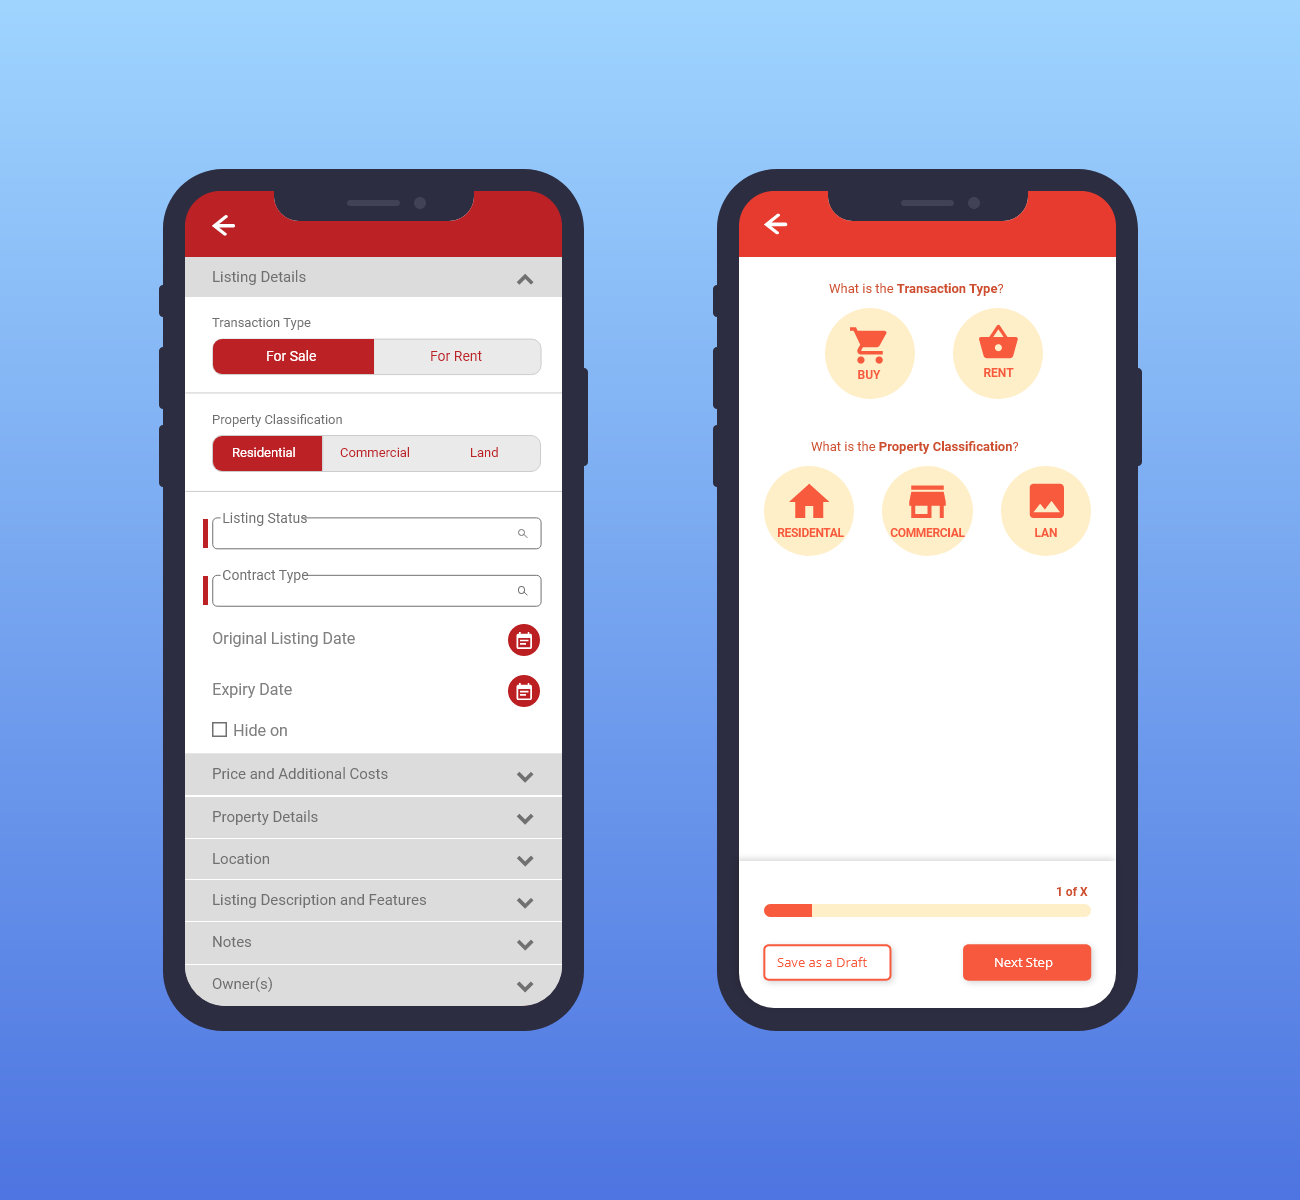 Listing Details
Transaction Type
For Sale For Rent
Property Classification
Residential Commercial Land
Listing Status
Contract Type
Original Listing Date
Expiry Date
Hide on
Price and Additional Costs
Property Details
Location
Listing Description and Features
Notes
Owner(s)
What is the Transaction Type?
BUY RENT
What is the Property Classification?
RESIDENTAL COMMERCIAL LAN
1 of X
Save as a Draft Next Step